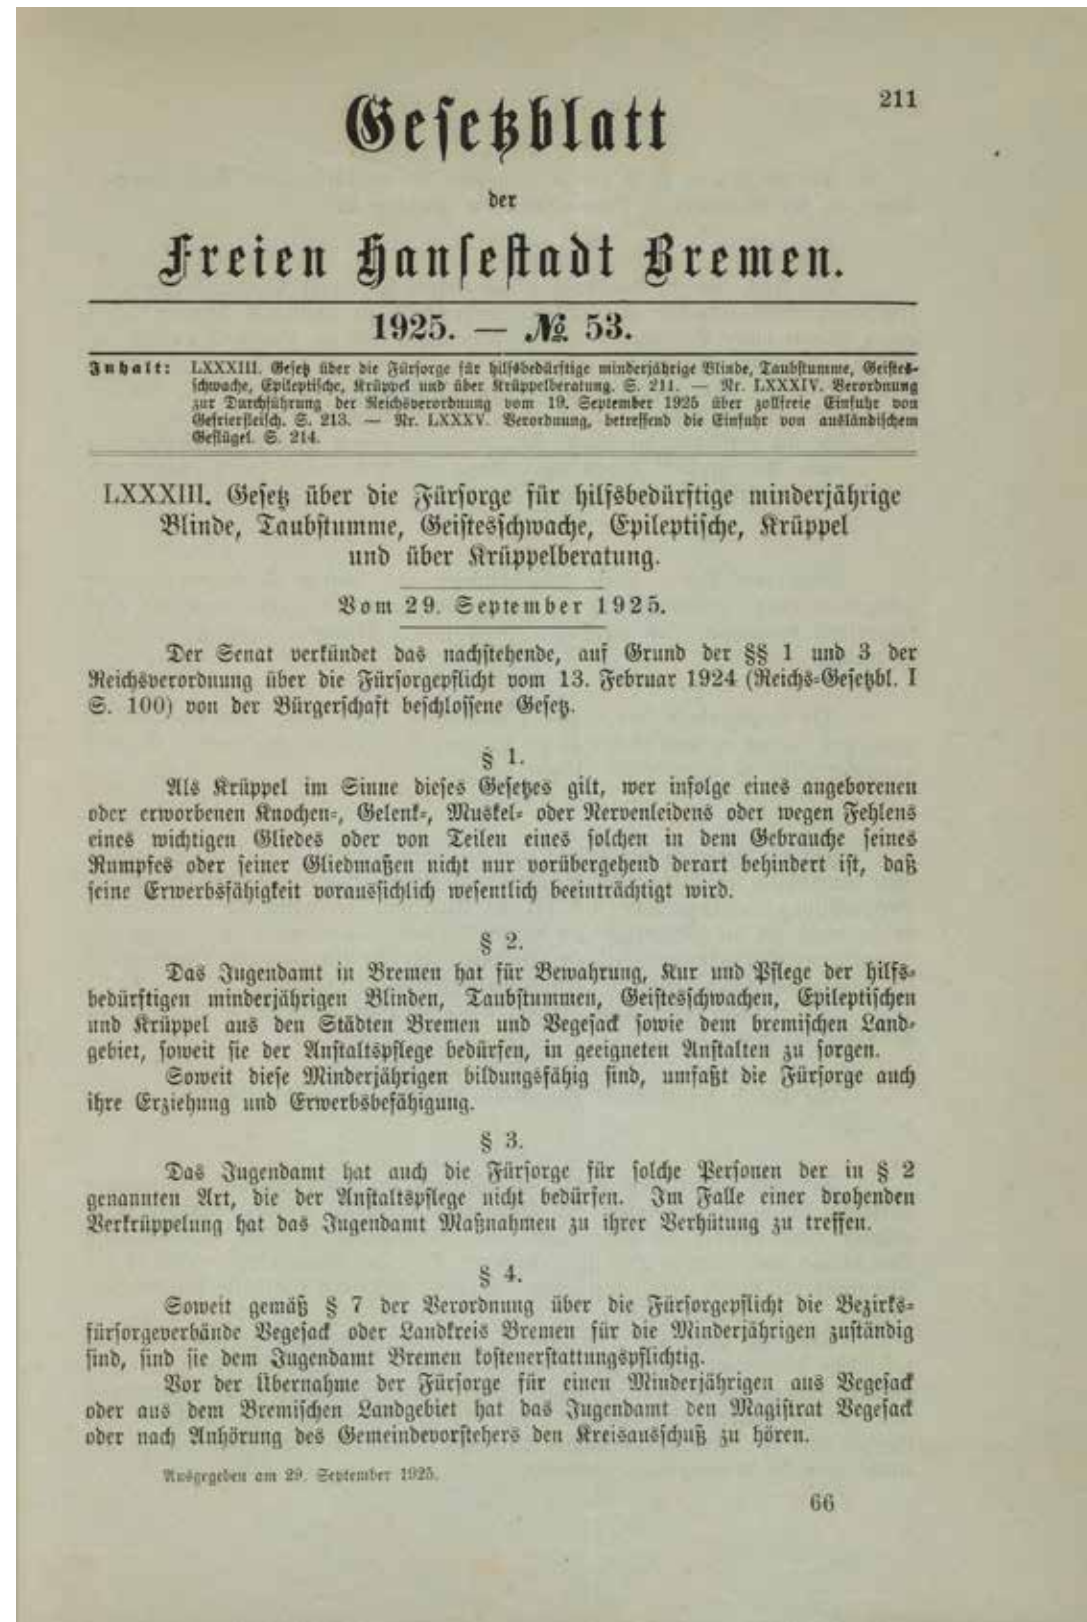 211
Gesetzblatt
der
Freien Hansestadt Bremen.
1925. — № 53.
Inhalt: LXXXIII. Gesetz über die Fürsorge für hilfsbedürftige minderjährige Blinde, Taubstumme, Geistes-
schwache, Epileptische, Krüppel und über Krüppelberatung. S. 211. — Nr. LXXXIV. Verordnung
zur Durchführung der Reichsverordnung vom 19. September 1925 über zollfreie Einfuhr von
Gefrierfleisch. S. 213. — Nr. LXXXV. Verordnung, betreffend die Einfuhr von ausländischem
Geflügel. S. 214.
LXXXIII. Gesetz über die Fürsorge für hilfsbedürftige minderjährige
Blinde, Taubstumme, Geistesschwache, Epileptische, Krüppel
und über Krüppelberatung.
Vom 29. September 1925.
Der Senat verkündet das nachstehende, auf Grund der §§ 1 und 3 der
Reichsverordnung über die Fürsorgepflicht vom 13. Februar 1924 (Reichs-Gesetzbl. I
S. 100) von der Bürgerschaft beschlossene Gesetz.
§ 1.
Als Krüppel im Sinne dieses Gesetzes gilt, wer infolge eines angeborenen
oder erworbenen Knochen-, Gelenk-, Muskel- oder Nervenleidens oder wegen Fehlens
eines wichtigen Gliedes oder von Teilen eines solchen in dem Gebrauche seines
Rumpfes oder seiner Gliedmaßen nicht nur vorübergehend derart behindert ist, daß
seine Erwerbsfähigkeit voraussichlich wesentlich beeinträchtigt wird.
§ 2.
Das Jugendamt in Bremen hat für Bewahrung, Kur und Pflege der hilfs-
bedürftigen minderjährigen Blinden, Taubstummen, Geistesschwachen, Epileptischen
und Krüppel aus den Städten Bremen und Vegesack sowie dem bremischen Land-
gebiet, soweit sie der Anstaltspflege bedürfen, in geeigneten Anstalten zu sorgen.
Soweit diese Minderjährigen bildungsfähig sind, umfaßt die Fürsorge auch
ihre Erziehung und Erwerbsbefähigung.
§ 3.
Das Jugendamt hat auch die Fürsorge für solche Personen der in § 2
genannten Art, die der Anstaltspflege nicht bedürfen. Im Falle einer drohenden
Verkrüppelung hat das Jugendamt Maßnahmen zu ihrer Verhütung zu treffen.
§ 4.
Soweit gemäß § 7 der Verordnung über die Fürsorgepflicht die Bezirks-
fürsorgeverbände Vegesack oder Landkreis Bremen für die Minderjährigen zuständig
sind, sind sie dem Jugendamt Bremen kostenerstattungspflichtig.
Vor der Übernahme der Fürsorge für einen Minderjährigen aus Vegesack
oder aus dem Bremischen Landgebiet hat das Jugendamt den Magistrat Vegesack
oder nach Anhörung des Gemeindevorstehers den Kreisausschuß zu hören.
Ausgegeben am 29. September 1925.
66